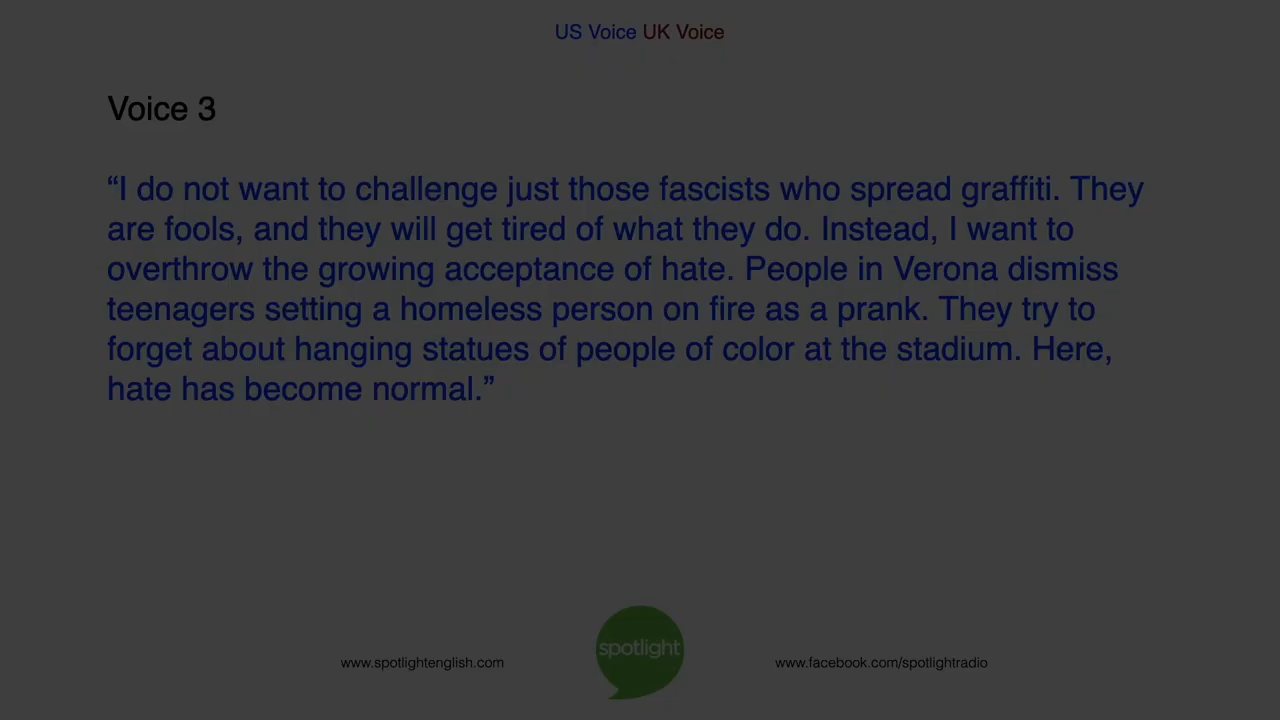 US Voice UK Voice
Voice 3
“I do not want to challenge just those fascists who spread graffiti. They
are fools, and they will get tired of what they do. Instead, I want to
overthrow the growing acceptance of hate. People in Verona dismiss
teenagers setting a homeless person on fire as a prank. They try to
forget about hanging statues of people of color at the stadium. Here,
hate has become normal.”
spotlight
www.spotlightenglish.com
www.facebook.com/spotlightradio